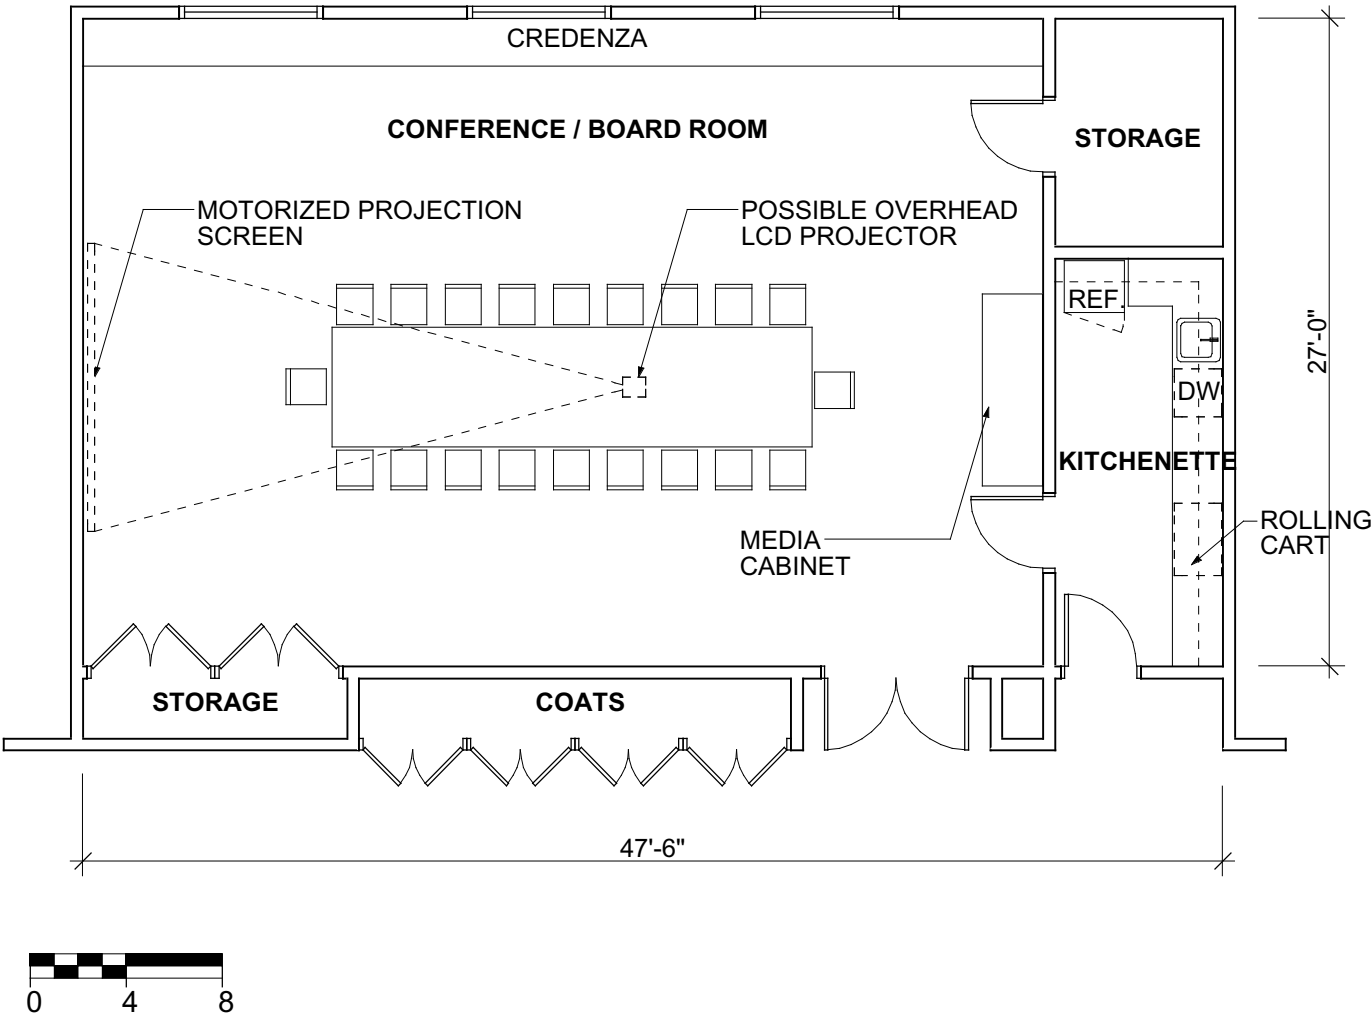 CREDENZA
CONFERENCE / BOARD ROOM
STORAGE
MOTORIZED PROJECTION
SCREEN
POSSIBLE OVERHEAD
LCD PROJECTOR
REF.
27'-0"
DW
KITCHENETTE
ROLLING
CART
MEDIA
CABINET
STORAGE
COATS
47'-6"
0 4 8